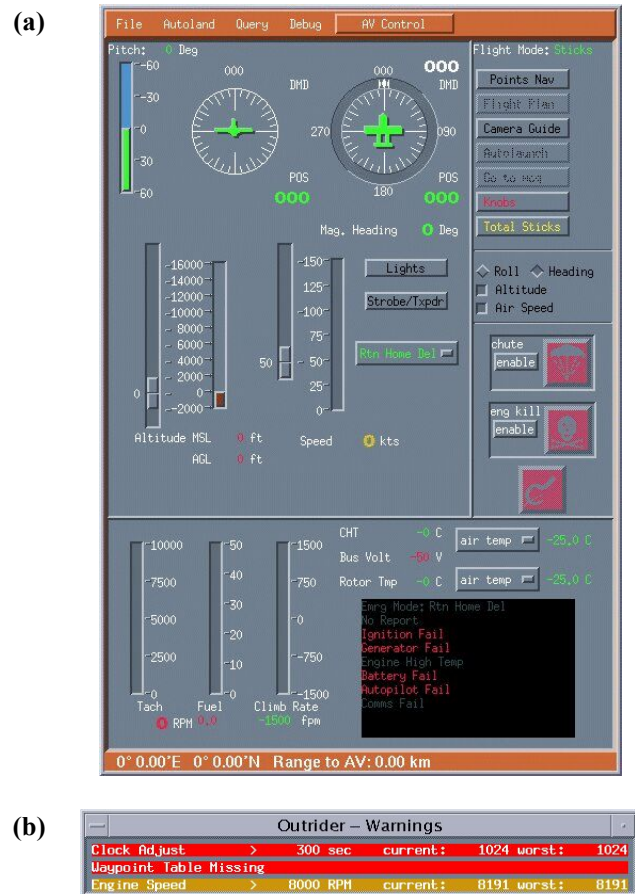 (a)
File Autoland Query Debug AV Control
Pitch: 0 Deg
Flight Mode: Sticks
-60
-30
-0
-30
-60
000
DMD
POS
000
000
000
DMD
270
090
180
POS
000
Mag. Heading 0 Deg
Points Nav
Flight Plan
Camera Guide
Autolaunch
Knobs
Total Sticks
Roll Heading
Altitude
Air Speed
chute
enable
eng kill
enable
-16000
-14000
-12000
-10000
-8000
-6000
-4000
-2000
0
-2000
0
Altitude MSL 0 ft
AGL 0 ft
-150
125
-100
75
50
-50
25
0
Speed 0 kts
Lights
Strobe/Txpdr
Rtn Home Del
-10000
-7500
5000
-2500
-0
Tach
0 RPM
-50
40
-30
-20
-10
-0
Fuel
0.0
-1500
-750
-0
-750
-1500
Climb Rate
-1500 fpm
CHT -0 C air temp -25.0 C
Bus Volt -50 V
Rotor Tmp -0 C air temp -25.0 C
Emrg Mode: Rtn Home Del
No Report
Ignition Fail
Generator Fail
Engine High Temp
Battery Fail
Autopilot Fail
Comms Fail
0° 0.00'E 0° 0.00'N Range to AV: 0.00 km
(b)
Outrider – Warnings
Clock Adjust > 300 sec current: 1024 worst: 1024
Waypoint Table Missing
Engine Speed > 8000 RPM current: 8191 worst: 8191